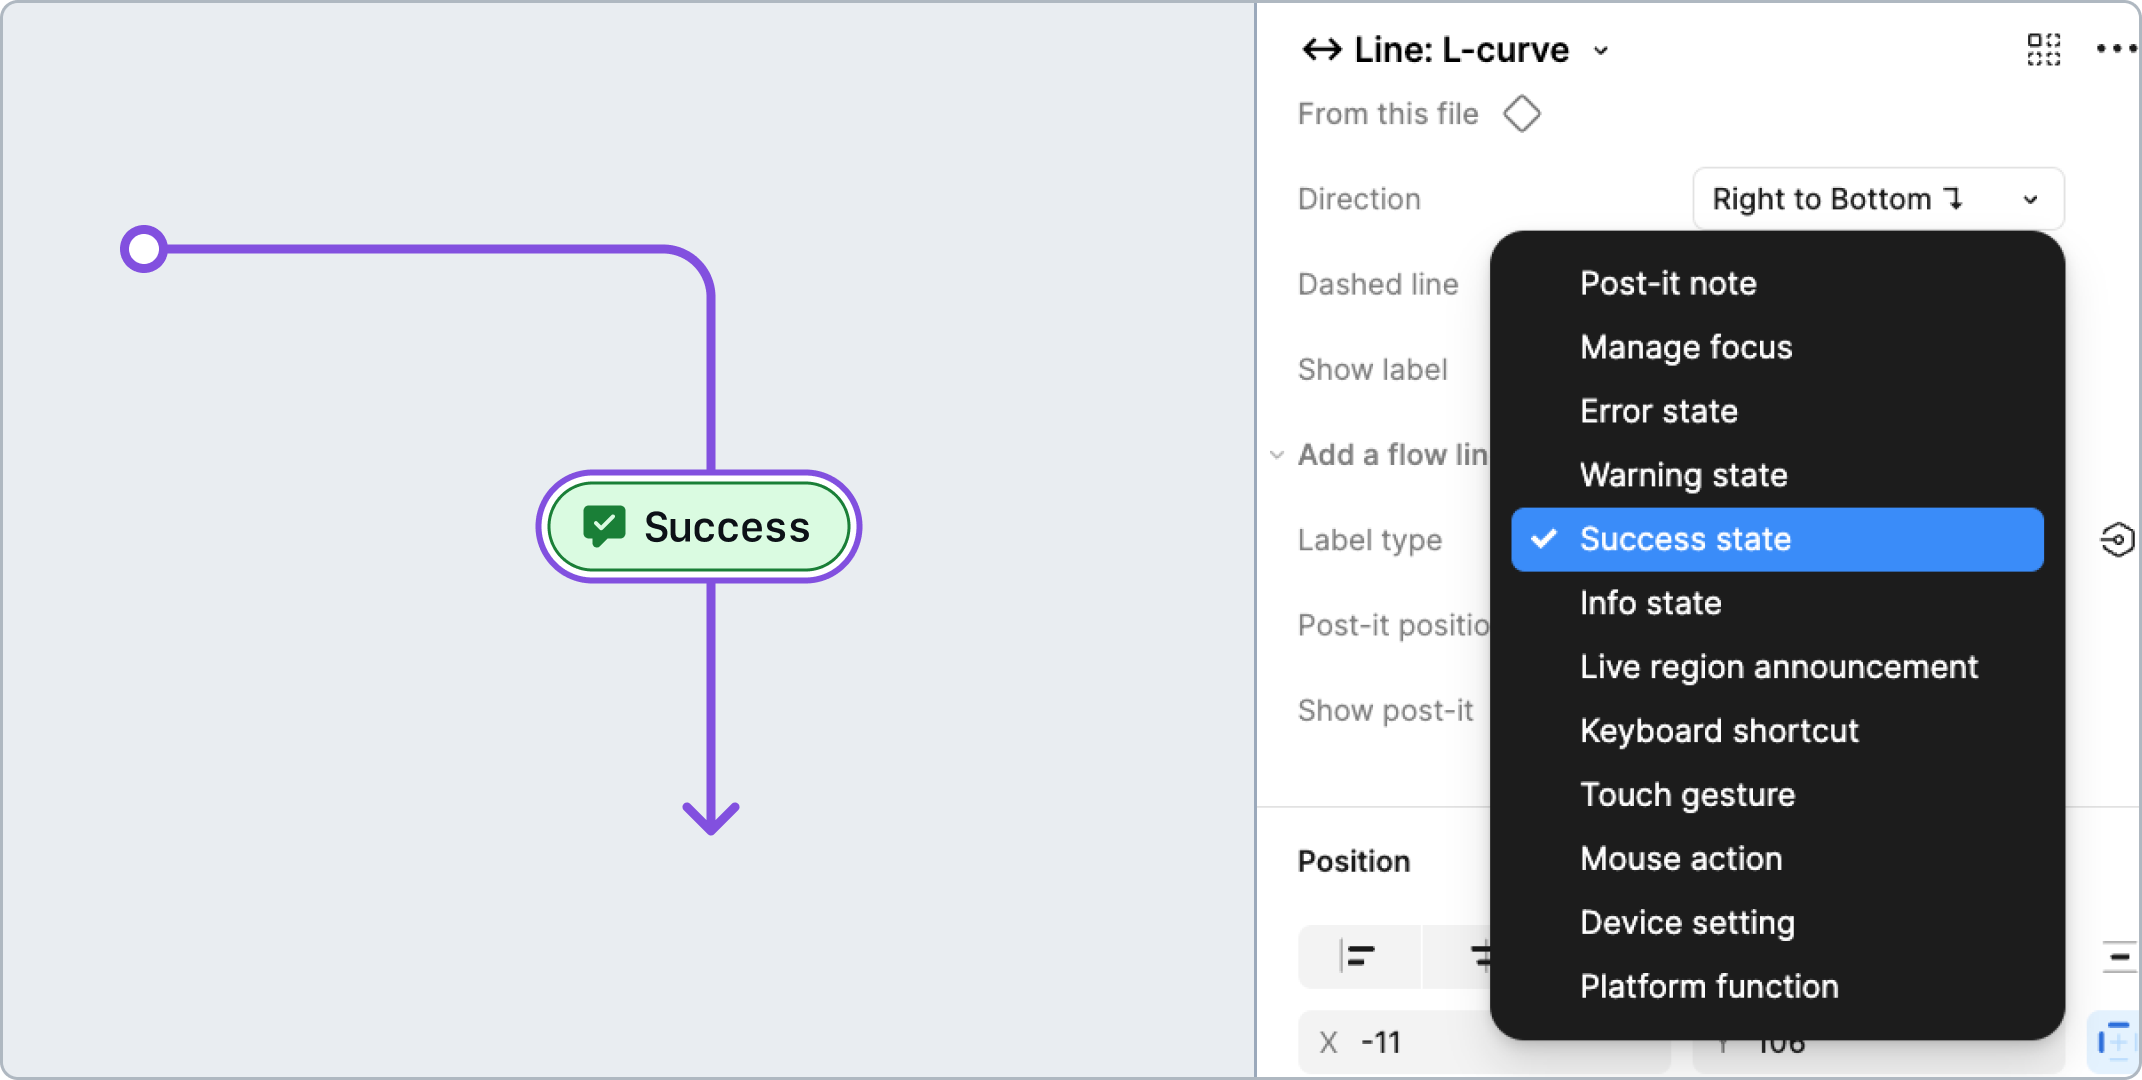 Success
Line: L-curve
From this file
Direction
Right to Bottom ↴
Dashed line
Show label
Add a flow lin
Label type
Post-it positio
Show post-it
Post-it note
Manage focus
Error state
Warning state
Success state
Info state
Live region announcement
Keyboard shortcut
Touch gesture
Mouse action
Device setting
Platform function
Position
X -11
Y 106